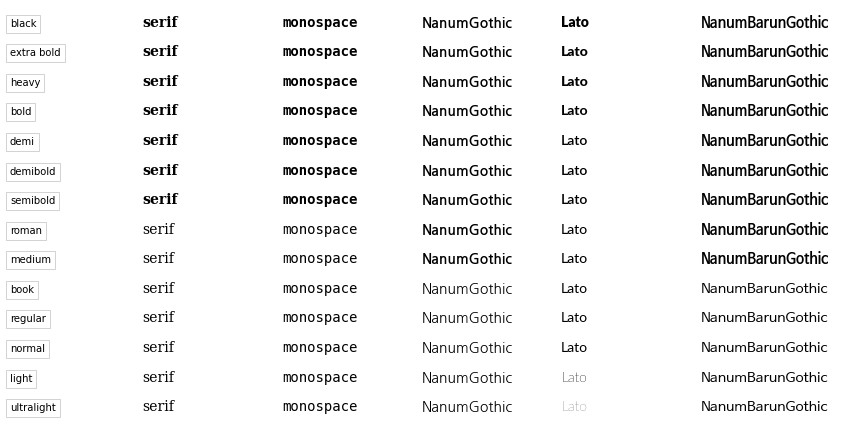 black serif monospace NanumGothic Lato NanumBarunGothic
extra bold serif monospace NanumGothic Lato NanumBarunGothic
heavy serif monospace NanumGothic Lato NanumBarunGothic
bold serif monospace NanumGothic Lato NanumBarunGothic
demi serif monospace NanumGothic Lato NanumBarunGothic
demibold serif monospace NanumGothic Lato NanumBarunGothic
semibold serif monospace NanumGothic Lato NanumBarunGothic
roman serif monospace NanumGothic Lato NanumBarunGothic
medium serif monospace NanumGothic Lato NanumBarunGothic
book serif monospace NanumGothic Lato NanumBarunGothic
regular serif monospace NanumGothic Lato NanumBarunGothic
normal serif monospace NanumGothic Lato NanumBarunGothic
light serif monospace NanumGothic Lato NanumBarunGothic
ultralight serif monospace NanumGothic Lato NanumBarunGothic